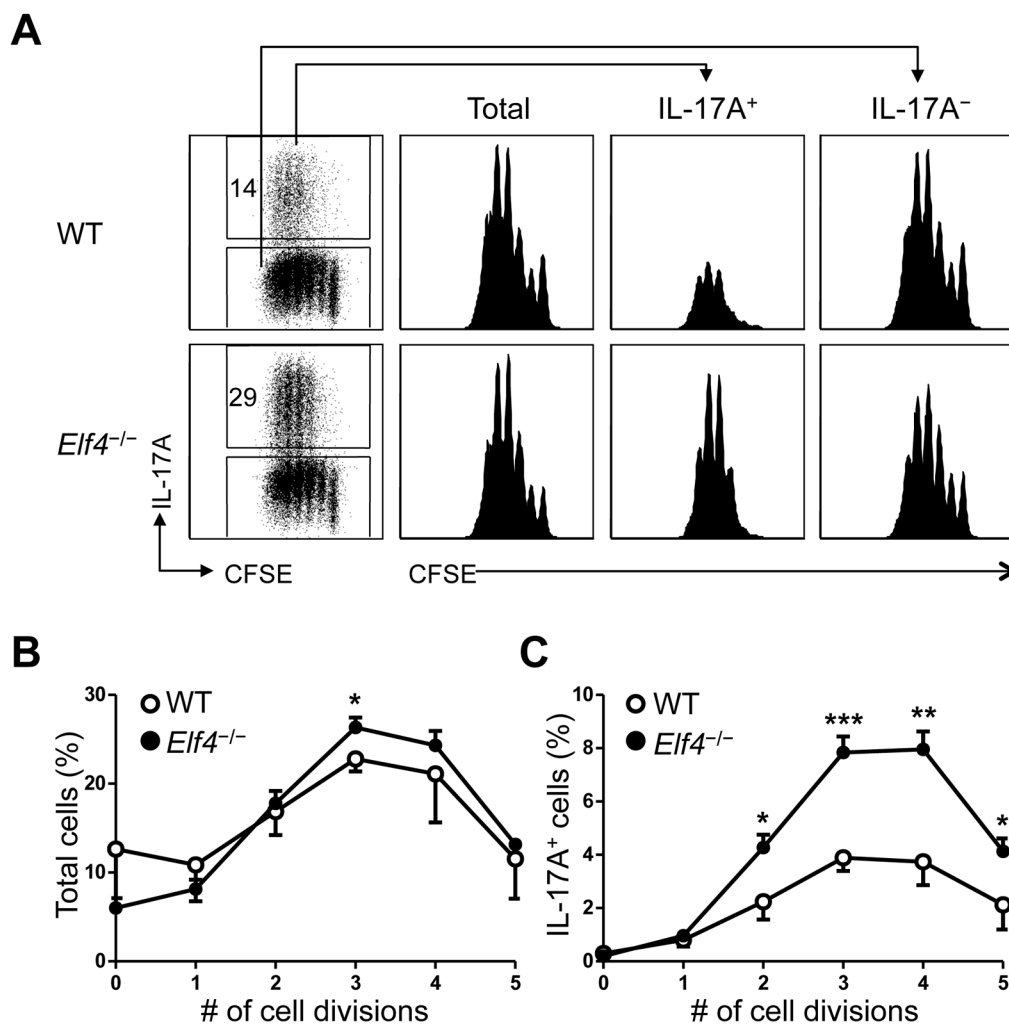 A
Total IL-17A⁺ IL-17A⁻
WT
14
Elf4⁻/⁻
29
IL-17A
CFSE CFSE
B
WT
Elf4⁻/⁻
*
Total cells (%)
30
20
10
0
0 1 2 3 4 5
# of cell divisions
C
WT
Elf4⁻/⁻
* *** ** *
IL-17A⁺ cells (%)
10
8
6
4
2
0
0 1 2 3 4 5
# of cell divisions